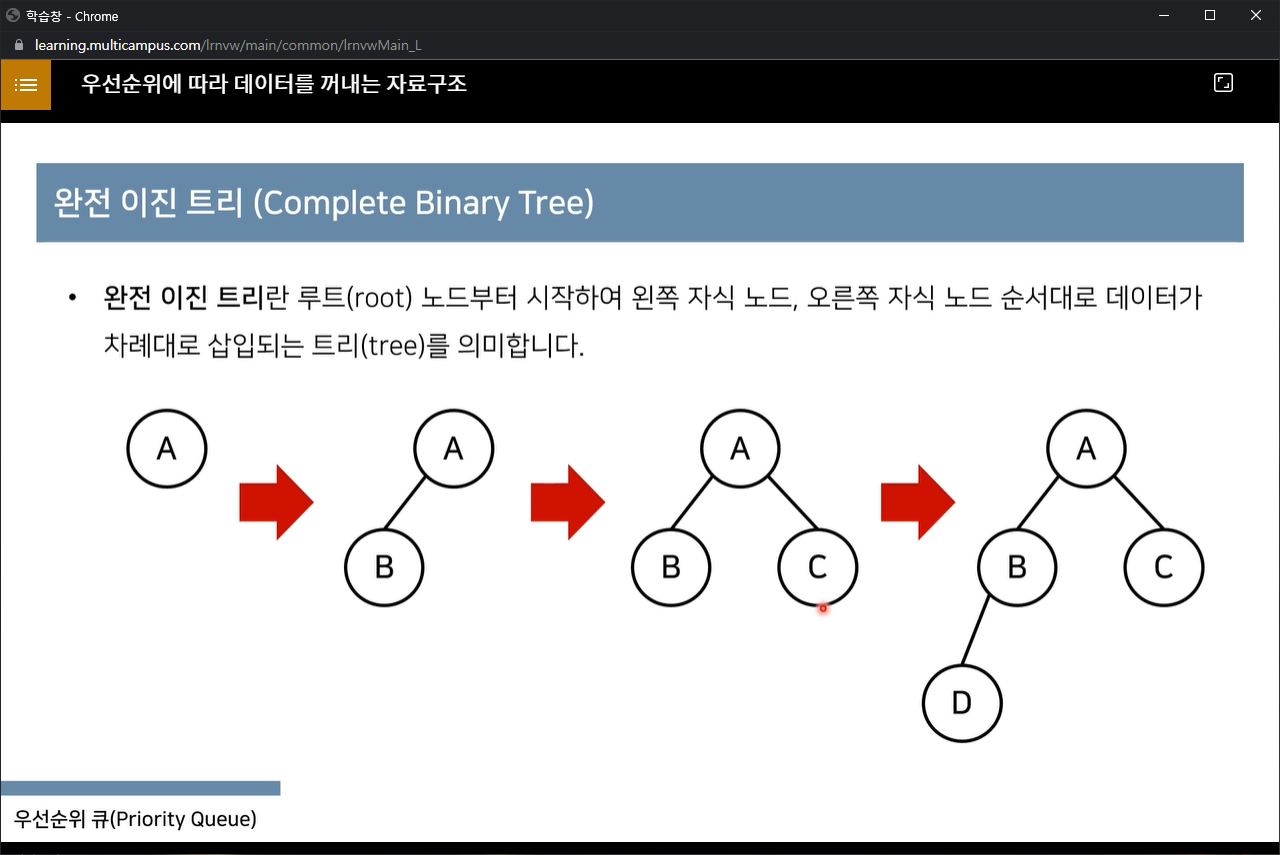 학습창 - Chrome
learning.multicampus.com/lrnvw/main/common/lrnvwMain_L
우선순위에 따라 데이터를 꺼내는 자료구조
완전 이진 트리 (Complete Binary Tree)
• 완전 이진 트리란 루트(root) 노드부터 시작하여 왼쪽 자식 노드, 오른쪽 자식 노드 순서대로 데이터가
차례대로 삽입되는 트리(tree)를 의미합니다.
A A A A
B B C B C
D
우선순위 큐(Priority Queue)